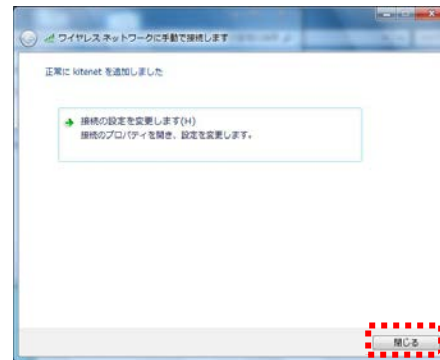 ワイヤレス ネットワークに手動で接続します
正常に kitenet を追加しました
接続の設定を変更します(H)
接続のプロパティを開き、設定を変更します。
閉じる